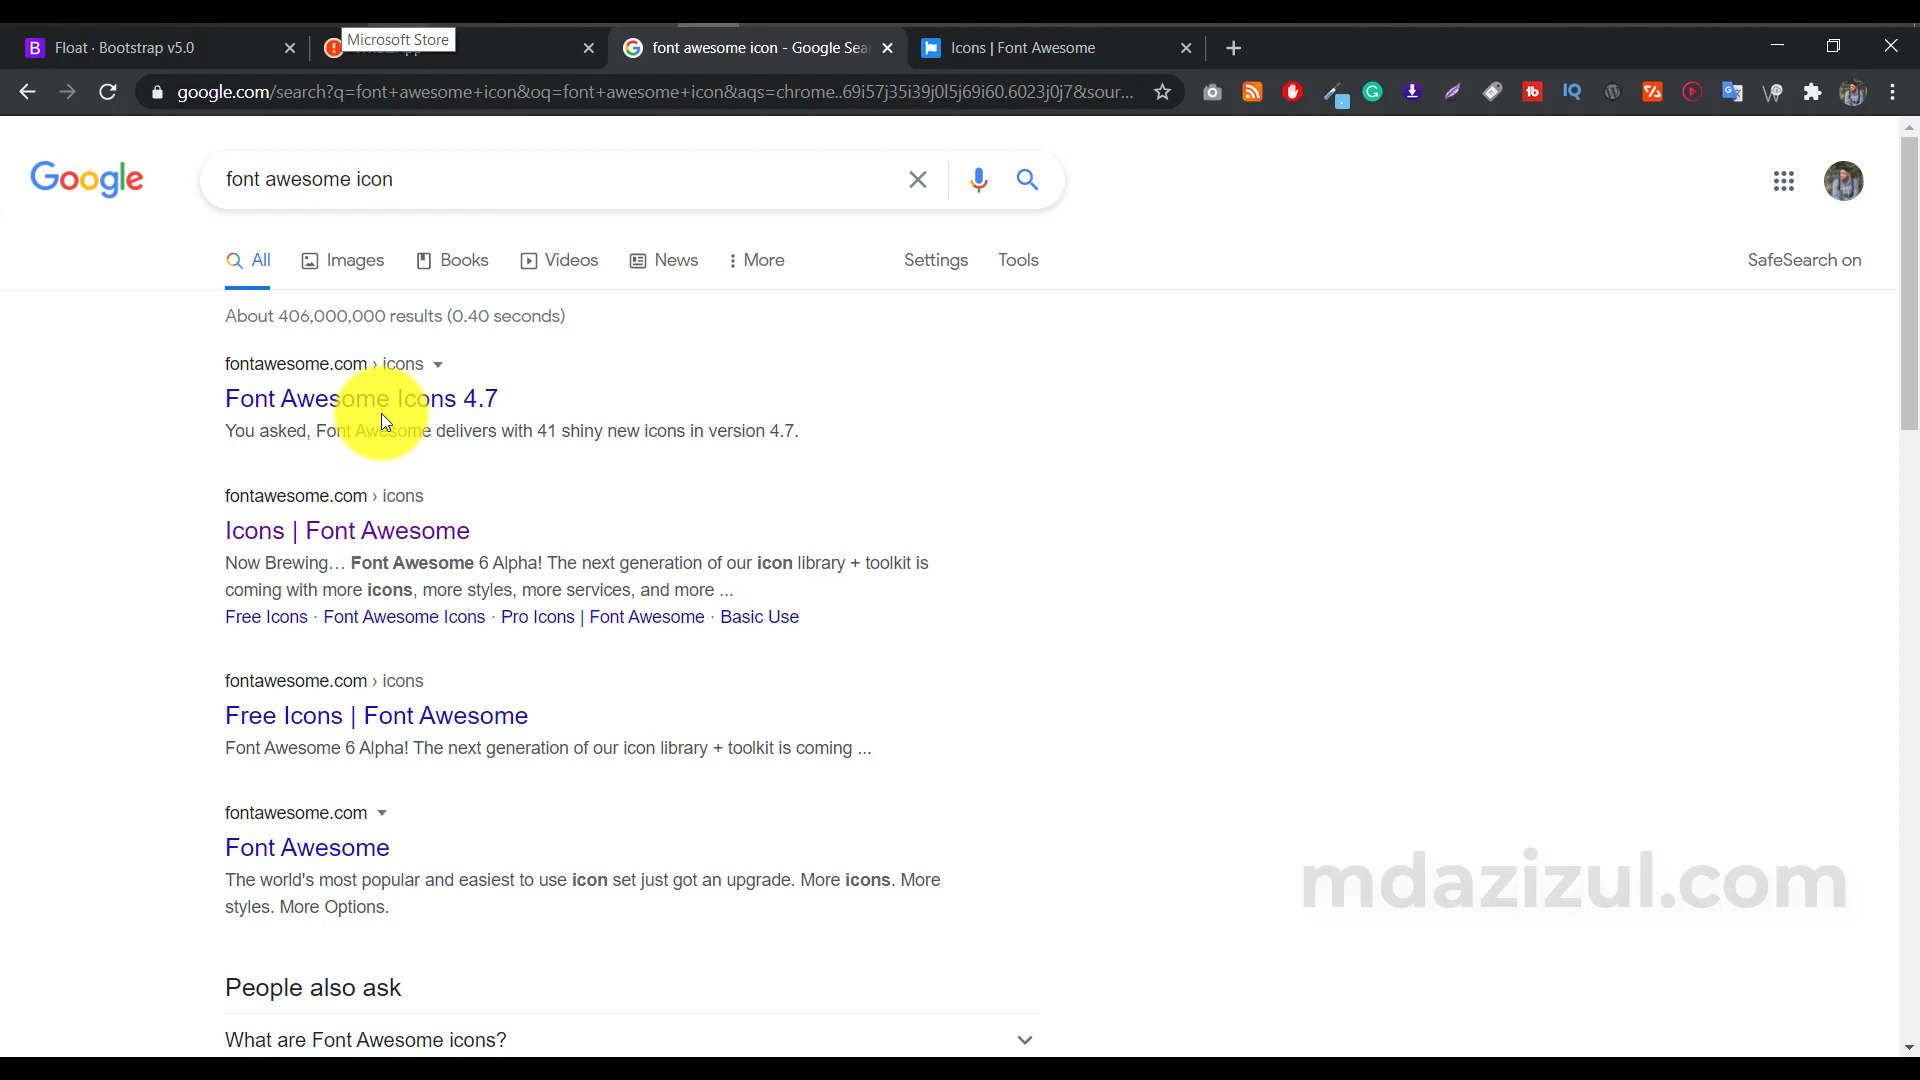 Float · Bootstrap v5.0
Microsoft Store
font awesome icon - Google Sea
Icons | Font Awesome
google.com/search?q=font+awesome+icon&oq=font+awesome+icon&aqs=chrome..69i57j35i39j0l5j69i60.6023j0j7&sour...
Google
font awesome icon
All
Images
Books
Videos
News
More
Settings
Tools
SafeSearch on
About 406,000,000 results (0.40 seconds)
fontawesome.com › icons
Font Awesome Icons 4.7
You asked, Font Awesome delivers with 41 shiny new icons in version 4.7.
fontawesome.com › icons
Icons | Font Awesome
Now Brewing... Font Awesome 6 Alpha! The next generation of our icon library + toolkit is
coming with more icons, more styles, more services, and more ...
Free Icons · Font Awesome Icons · Pro Icons | Font Awesome · Basic Use
fontawesome.com › icons
Free Icons | Font Awesome
Font Awesome 6 Alpha! The next generation of our icon library + toolkit is coming ...
fontawesome.com
Font Awesome
The world's most popular and easiest to use icon set just got an upgrade. More icons. More
styles. More Options.
mdazizul.com
People also ask
What are Font Awesome icons?